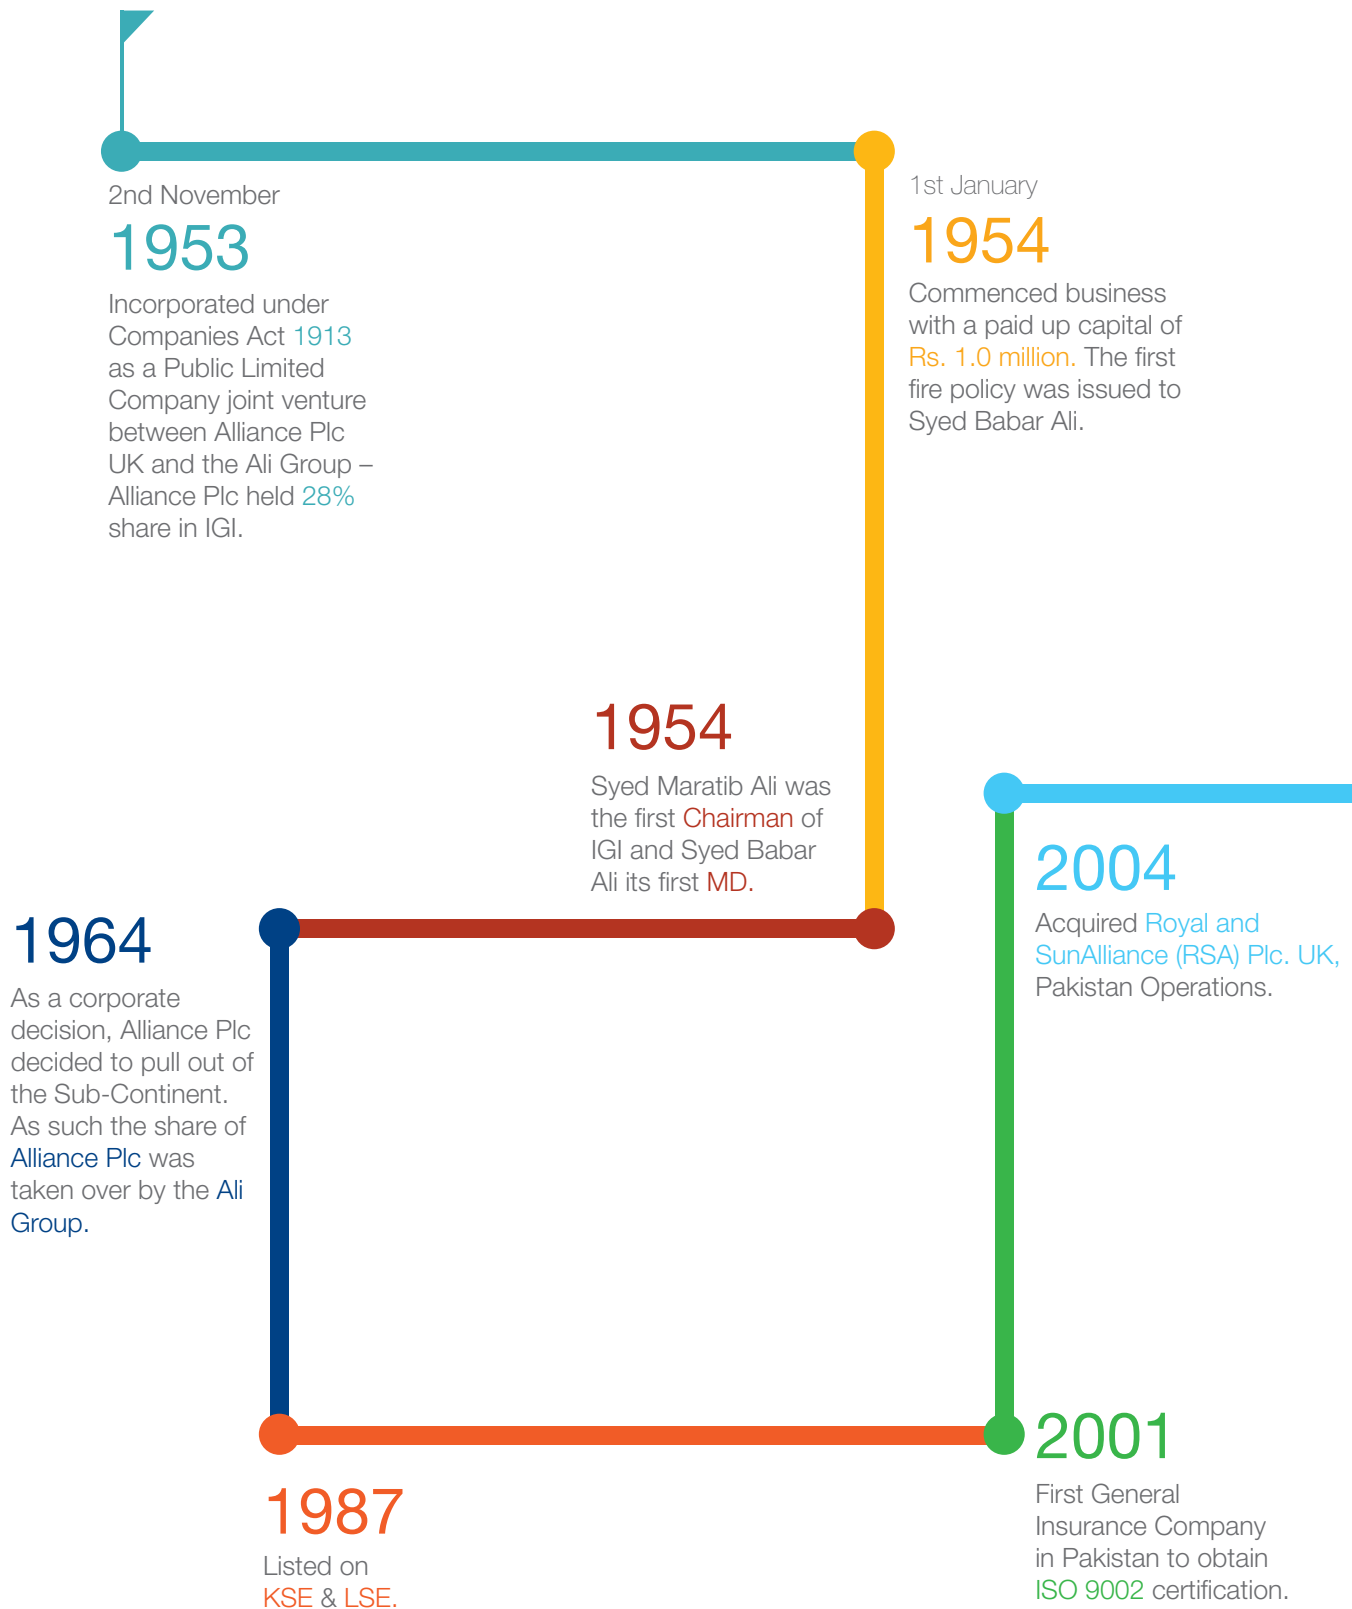 2nd November
1953
Incorporated under
Companies Act 1913
as a Public Limited
Company joint venture
between Alliance Plc
UK and the Ali Group –
Alliance Plc held 28%
share in IGI.
1st January
1954
Commenced business
with a paid up capital of
Rs. 1.0 million. The first
fire policy was issued to
Syed Babar Ali.
1954
Syed Maratib Ali was
the first Chairman of
IGI and Syed Babar
Ali its first MD.
1964
As a corporate
decision, Alliance Plc
decided to pull out of
the Sub-Continent.
As such the share of
Alliance Plc was
taken over by the Ali
Group.
1987
Listed on
KSE & LSE.
2001
First General
Insurance Company
in Pakistan to obtain
ISO 9002 certification.
2004
Acquired Royal and
SunAlliance (RSA) Plc. UK,
Pakistan Operations.